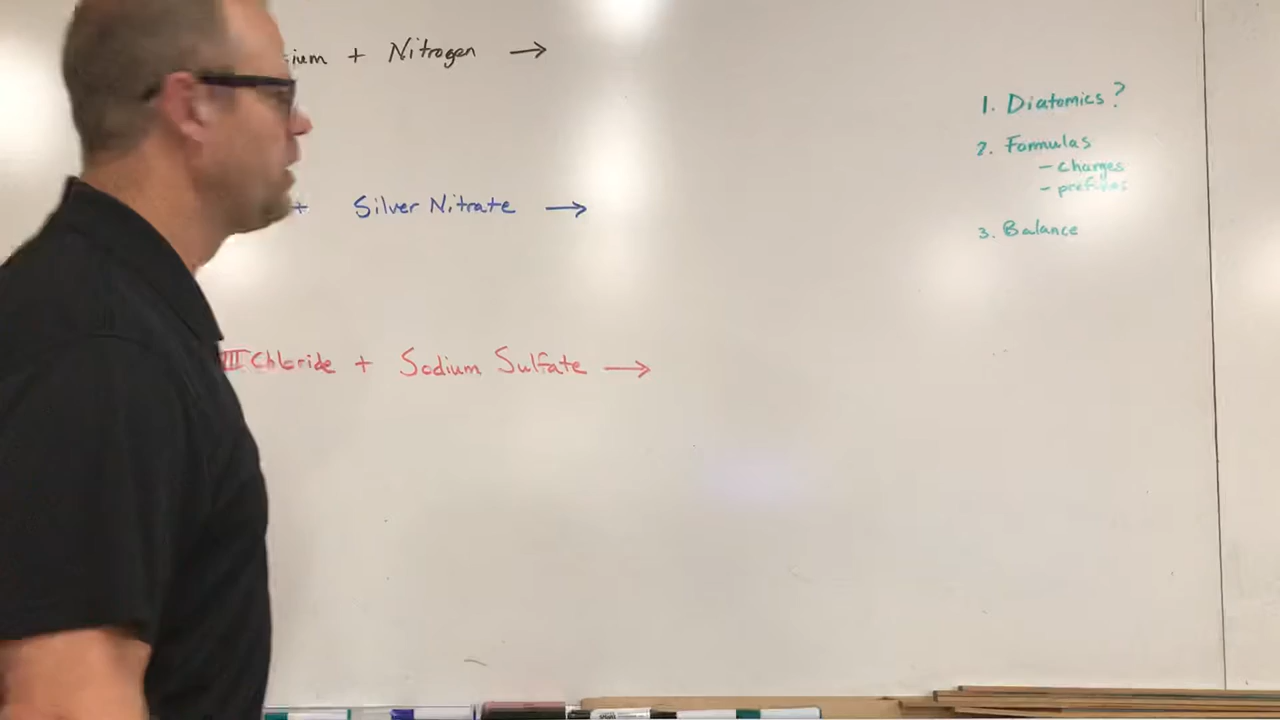 ium + Nitrogen →
+ Silver Nitrate →
III Chloride + Sodium Sulfate →
1. Diatomics?
2. Formulas
- charges
- prefixes
3. Balance